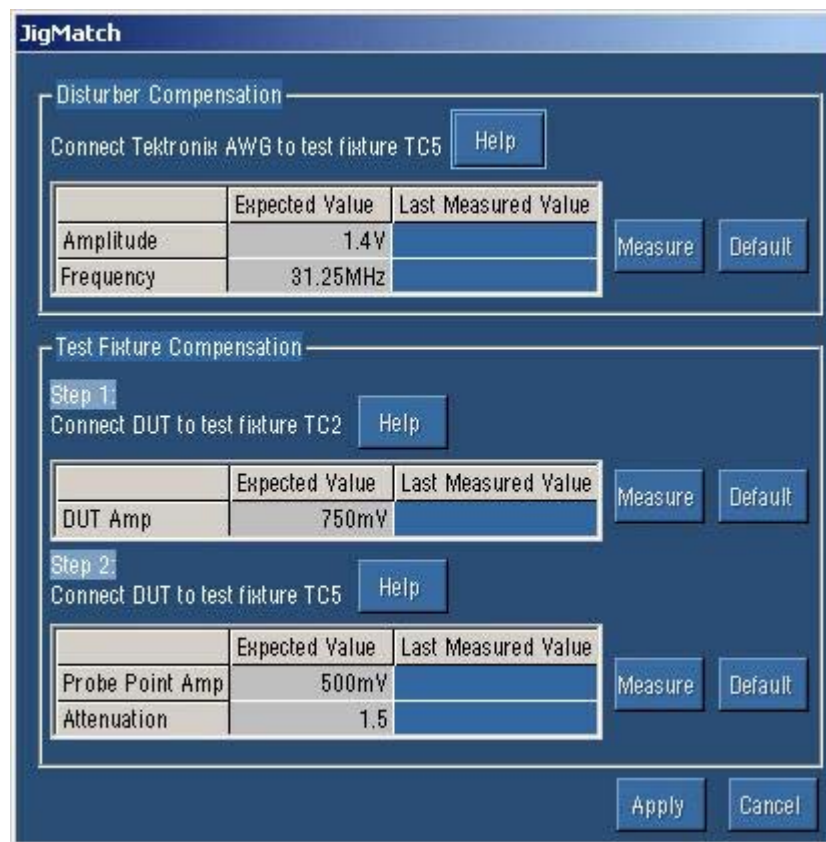 JigMatch
Disturber Compensation
Connect Tektronix AWG to test fixture TC5 Help
Expected Value Last Measured Value
Amplitude 1.4V Measure Default
Frequency 31.25MHz
Test Fixture Compensation
Step 1:
Connect DUT to test fixture TC2 Help
Expected Value Last Measured Value
DUT Amp 750mV Measure Default
Step 2:
Connect DUT to test fixture TC5 Help
Expected Value Last Measured Value
Probe Point Amp 500mV Measure Default
Attenuation 1.5
Apply Cancel